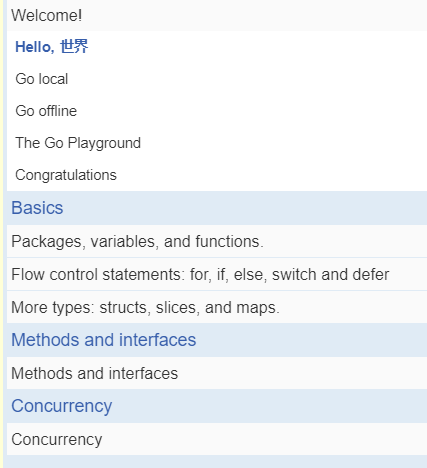 Welcome!
Hello, 世界
Go local
Go offline
The Go Playground
Congratulations
Basics
Packages, variables, and functions.
Flow control statements: for, if, else, switch and defer
More types: structs, slices, and maps.
Methods and interfaces
Methods and interfaces
Concurrency
Concurrency